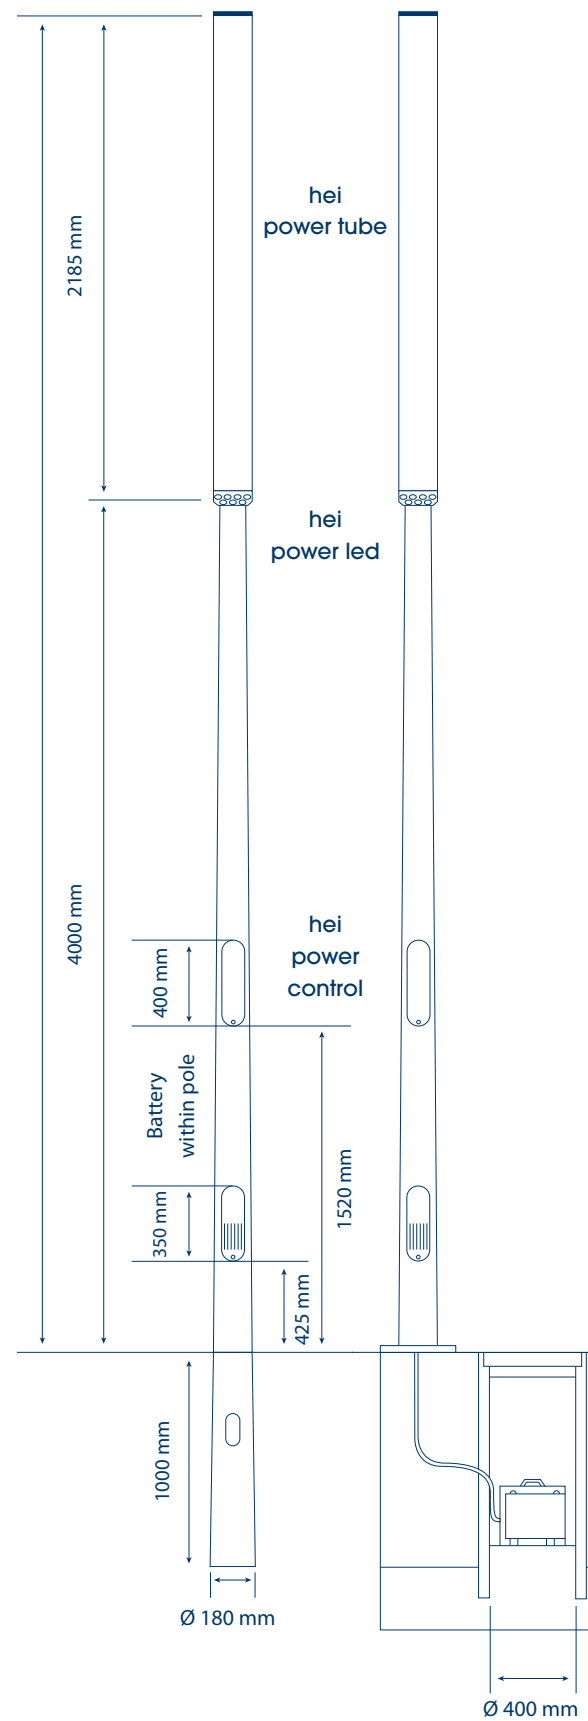 hei
power tube
2185 mm
hei
power led
4000 mm
hei
power
control
400 mm
Battery
within pole
1520 mm
350 mm
425 mm
1000 mm
Ø 180 mm
Ø 400 mm